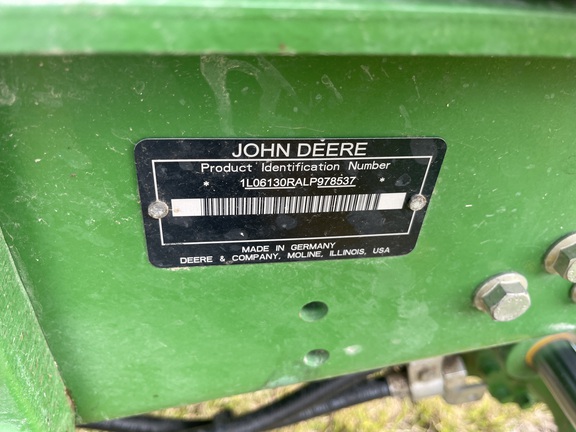 JOHN DEERE
Product Identification Number
* 1L06130RALP978537 *
MADE IN GERMANY
DEERE & COMPANY, MOLINE, ILLINOIS, USA